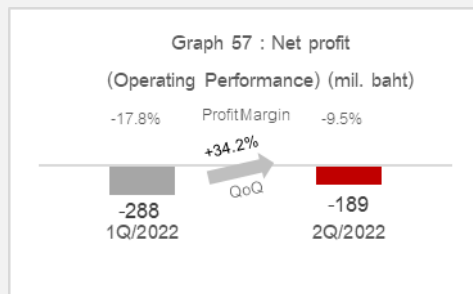 Graph 57 : Net profit
(Operating Performance) (mil. baht)
-17.8% ProfitMargin -9.5%
+34.2%
QoQ
-288 -189
1Q/2022 2Q/2022